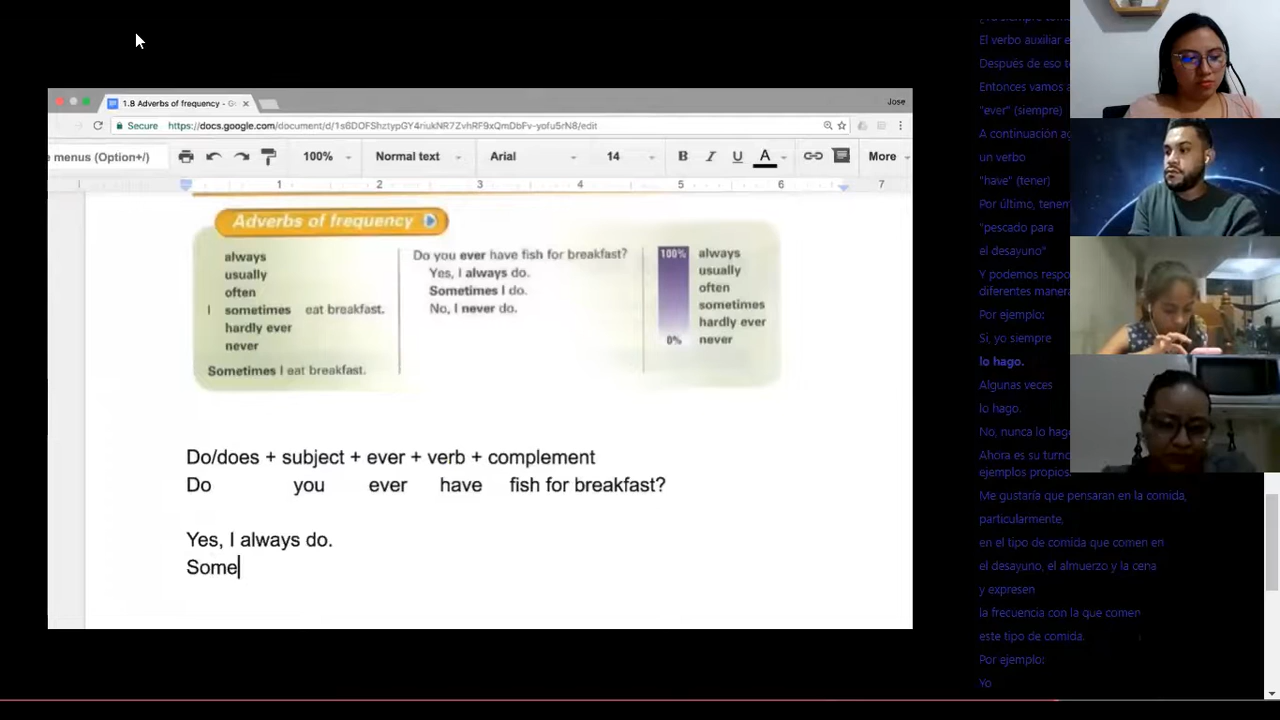 1.8 Adverbs of frequency - G
Jose
Secure
https://docs.google.com/document/d/1s6DOFShztypGY4riukNR7ZvhRF9xQmDbFv-yofu5rN8/edit
menus (Option+/)
100%
Normal text
Arial
14
B
I
U
A
More
1 2 3 4 5 6 7
Adverbs of frequency
always
usually
often
I sometimes eat breakfast.
hardly ever
never
Sometimes I eat breakfast.
Do you ever have fish for breakfast?
Yes, I always do.
Sometimes I do.
No, I never do.
100%
0%
always
usually
often
sometimes
hardly ever
never
Do/does + subject + ever + verb + complement
Do you ever have fish for breakfast?
Yes, I always do.
Some
El verbo auxiliar
Después de eso
Entonces vamos
"ever" (siempre)
A continuación
un verbo
"have" (tener)
Por último,
"pescado para
el desayuno"
Y podemos
diferentes
Por ejemplo:
Si, yo siempre
lo hago.
Algunas veces
lo hago.
No, nunca lo
Ahora es su turno
ejemplos propios.
Me gustaría que pensaran en la comida,
particularmente,
en el tipo de comida que comen en
el desayuno, el almuerzo y la cena
y expresen
la frecuencia con la que comen
este tipo de comida.
Por ejemplo:
Yo